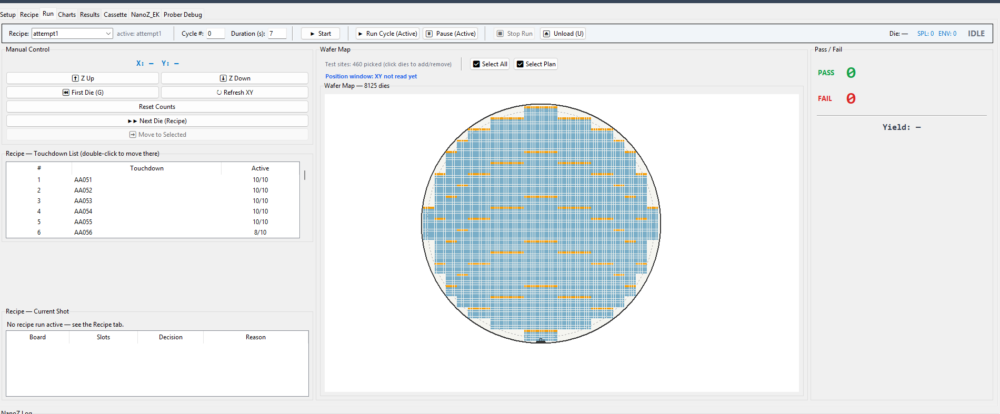 Setup Recipe Run Charts Results Cassette NanoZ_EK Prober Debug
Recipe: attempt1 active: attempt1 Cycle #: 0 Duration (s): 7 Start Run Cycle (Active) Pause (Active) Stop Run Unload (U) Die: — SPL: 0 ENV: 0 IDLE
Manual Control
X: — Y: —
Z Up Z Down
First Die (G) Refresh XY
Reset Counts
Next Die (Recipe)
Move to Selected
Recipe — Touchdown List (double-click to move there)
# Touchdown Active
1 AA051 10/10
2 AA052 10/10
3 AA053 10/10
4 AA054 10/10
5 AA055 10/10
6 AA056 8/10
Recipe — Current Shot
No recipe run active — see the Recipe tab.
Board Slots Decision Reason
Wafer Map
Test sites: 460 picked (click dies to add/remove) Select All Select Plan
Position window: XY not read yet
Wafer Map — 8125 dies
Pass / Fail
PASS 0
FAIL 0
Yield: —
NanoZ Log